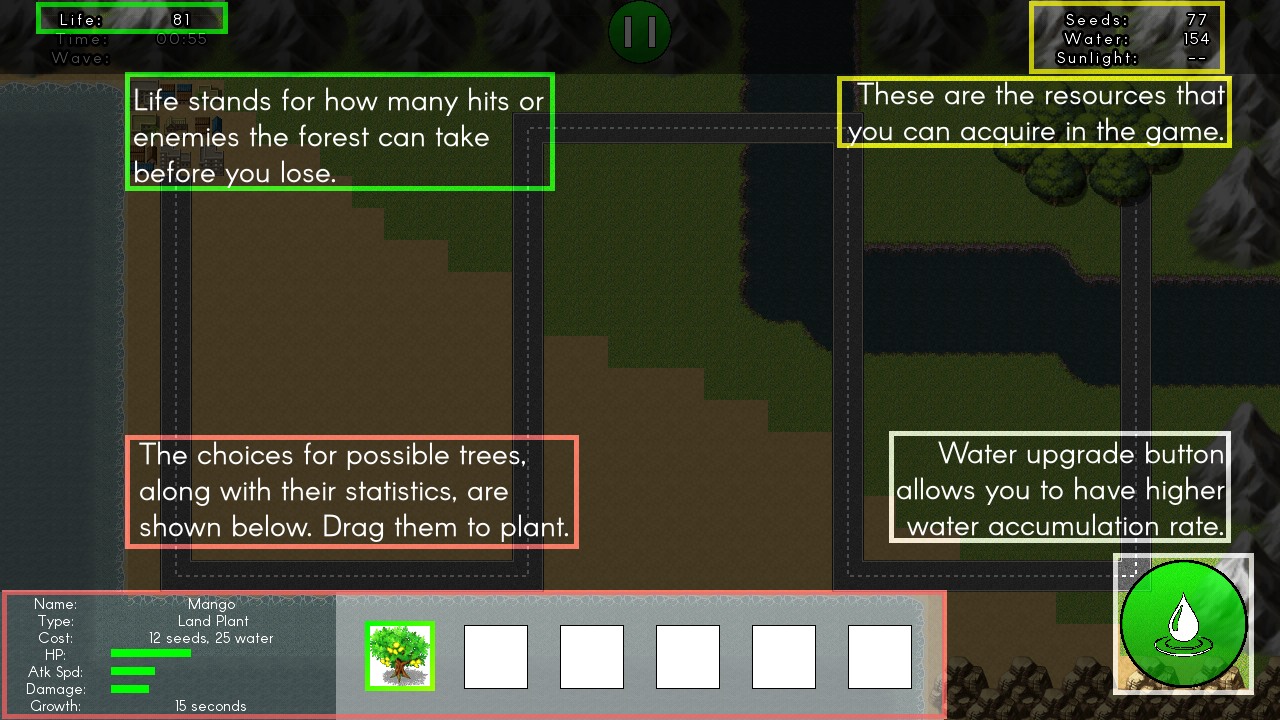 Life: 81
Time: 00:55
Wave:
Seeds: 77
Water: 154
Sunlight: --
Life stands for how many hits or
enemies the forest can take
before you lose.
These are the resources that
you can acquire in the game.
The choices for possible trees,
along with their statistics, are
shown below. Drag them to plant.
Water upgrade button
allows you to have higher
water accumulation rate.
Name: Mango
Type: Land Plant
Cost: 12 seeds, 25 water
HP:
Atk Spd:
Damage:
Growth: 15 seconds